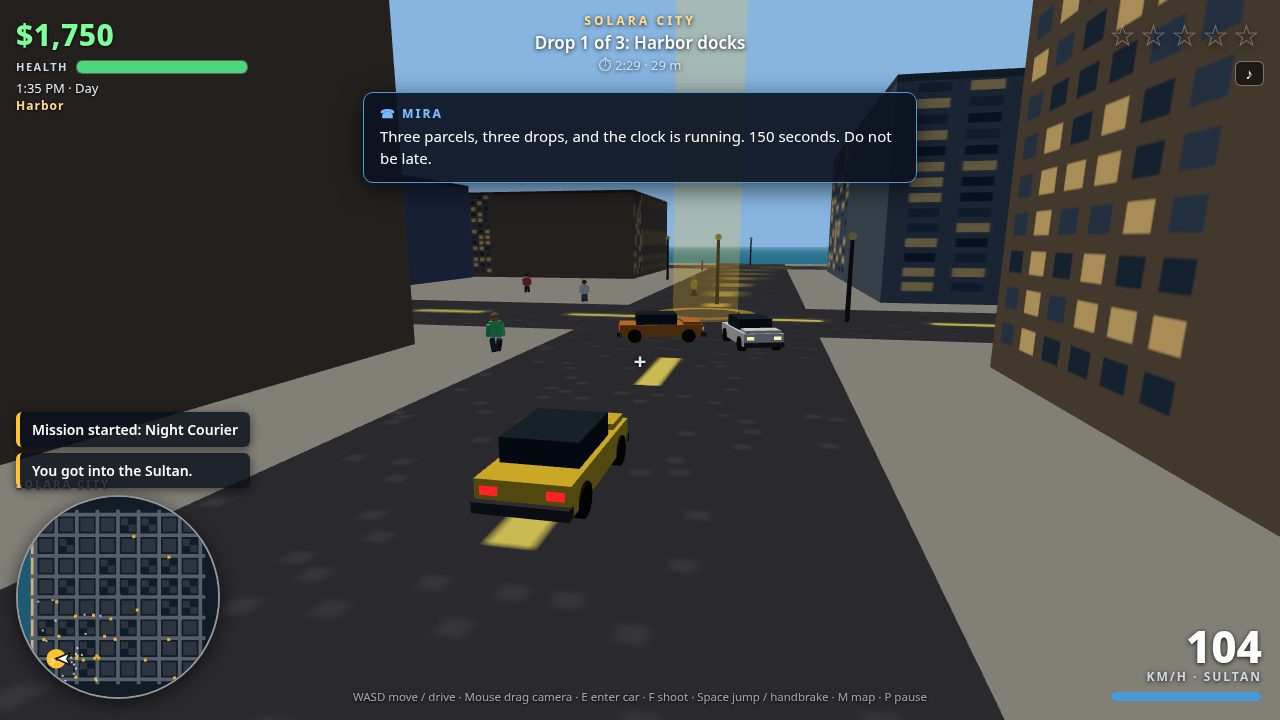 $1,750
HEALTH
1:35 PM · Day
Harbor
SOLARA CITY
Drop 1 of 3: Harbor docks
⏱ 2:29 · 29 m
☆☆☆☆☆
♪
☎ MIRA
Three parcels, three drops, and the clock is running. 150 seconds. Do not
be late.
+
Mission started: Night Courier
You got into the Sultan.
SOLARA CITY
104
KM/H · SULTAN
WASD move / drive · Mouse drag camera · E enter car · F shoot · Space jump / handbrake · M map · P pause